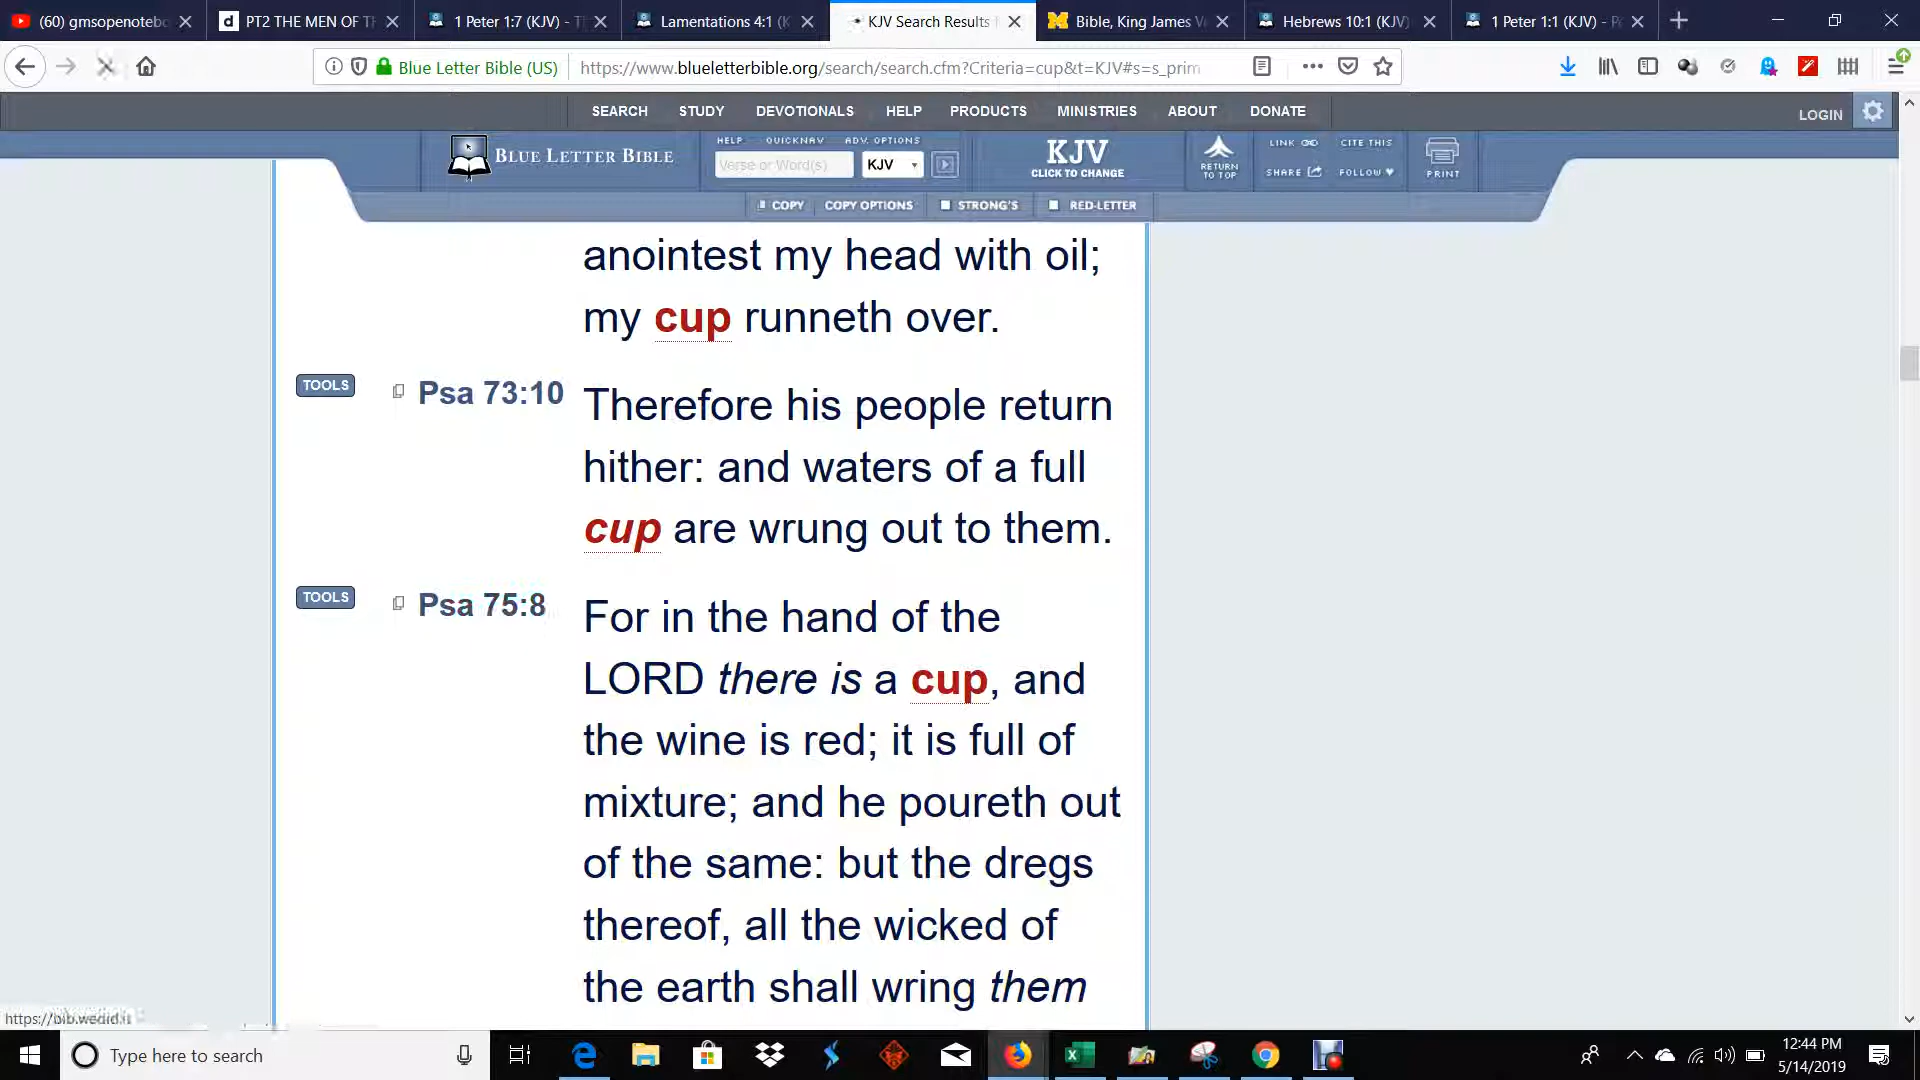 (60) gmsopenoteb
PT2 THE MEN OF T
1 Peter 1:7 (KJV) - T
Lamentations 4:1 (K
KJV Search Results
Bible, King James V
Hebrews 10:1 (KJV)
1 Peter 1:1 (KJV) -
Blue Letter Bible (US)
https://www.blueletterbible.org/search/search.cfm?Criteria=cup&t=KJV#s=s_prim
SEARCH STUDY DEVOTIONALS HELP PRODUCTS MINISTRIES ABOUT DONATE
LOGIN
BLUE LETTER BIBLE
HELP QUICKNAV ADV. OPTIONS
Verse or Word(s)
KJV
KJV
CLICK TO CHANGE
RETURN
TO TOP
LINK CITE THIS
SHARE FOLLOW
PRINT
COPY COPY OPTIONS STRONG'S RED-LETTER
anointest my head with oil;
my cup runneth over.
TOOLS Psa 73:10 Therefore his people return
hither: and waters of a full
cup are wrung out to them.
TOOLS Psa 75:8 For in the hand of the
LORD there is a cup, and
the wine is red; it is full of
mixture; and he poureth out
of the same: but the dregs
thereof, all the wicked of
the earth shall wring them
Type here to search
12:44 PM
5/14/2019